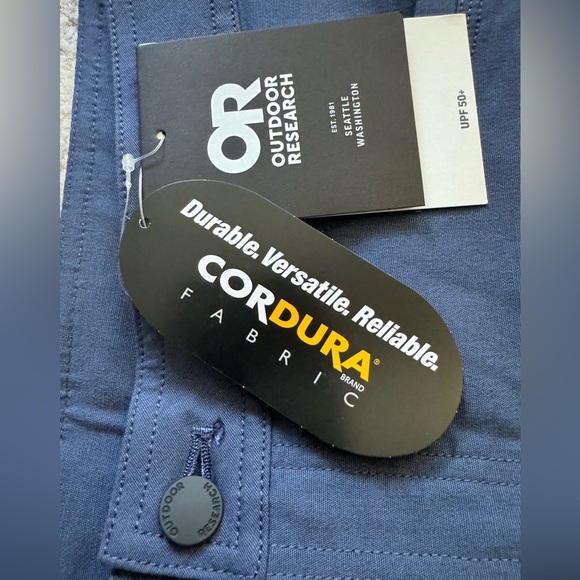 OR
OUTDOOR
RESEARCH
EST. 1981
SEATTLE
WASHINGTON
UPF 50+
Durable. Versatile. Reliable.
CORDURA®
BRAND
FABRIC
OUTDOOR
RESEARCH